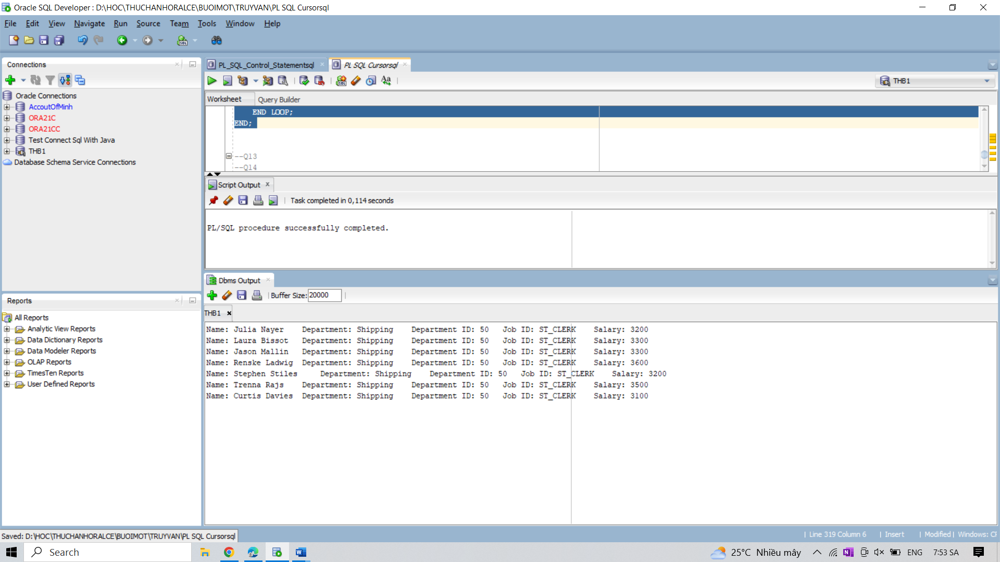 Oracle SQL Developer : D:\HOC\THUCHANHORALCE\BUOIMOT\TRUYVAN\PL SQL Cursorsql
File Edit View Navigate Run Source Team Tools Window Help
Connections
Oracle Connections
AccoutOfMinh
ORA21C
ORA21CC
Test Connect Sql With Java
THB1
Database Schema Service Connections
Reports
All Reports
Analytic View Reports
Data Dictionary Reports
Data Modeler Reports
OLAP Reports
TimesTen Reports
User Defined Reports
PL_SQL_Control_Statementsql PL SQL Cursorsql
THB1
Worksheet Query Builder
END LOOP;
END;
--Q13
--Q14
Script Output
Task completed in 0,114 seconds
PL/SQL procedure successfully completed.
Dbms Output
Buffer Size: 20000
THB1
Name: Julia Nayer Department: Shipping Department ID: 50 Job ID: ST_CLERK Salary: 3200
Name: Laura Bissot Department: Shipping Department ID: 50 Job ID: ST_CLERK Salary: 3300
Name: Jason Mallin Department: Shipping Department ID: 50 Job ID: ST_CLERK Salary: 3300
Name: Renske Ladwig Department: Shipping Department ID: 50 Job ID: ST_CLERK Salary: 3600
Name: Stephen Stiles Department: Shipping Department ID: 50 Job ID: ST_CLERK Salary: 3200
Name: Trenna Rajs Department: Shipping Department ID: 50 Job ID: ST_CLERK Salary: 3500
Name: Curtis Davies Department: Shipping Department ID: 50 Job ID: ST_CLERK Salary: 3100
Saved: D:\HOC\THUCHANHORALCE\BUOIMOT\TRUYVAN\PL SQL Cursorsql
Line 319 Column 6 Insert Modified Windows: CF
Search
25°C Nhiều mây ENG 7:53 SA